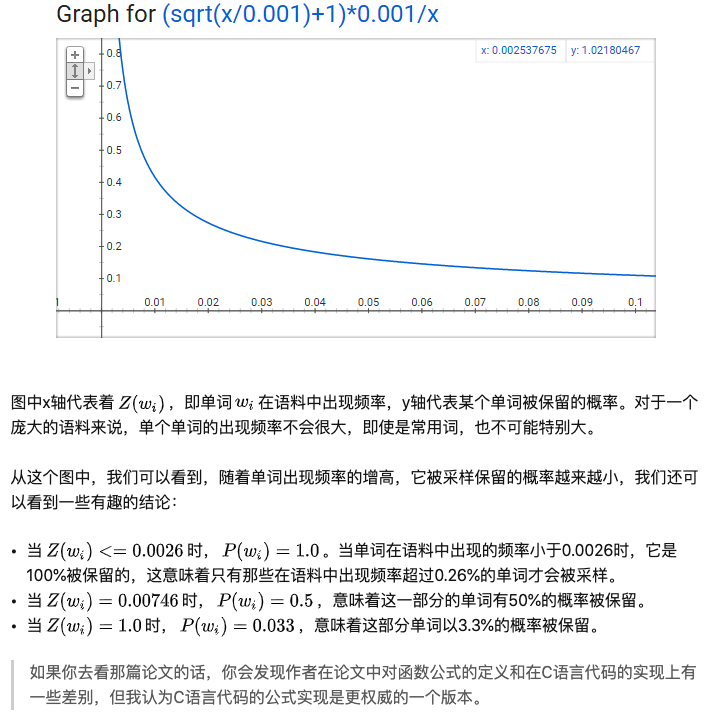 Graph for (sqrt(x/0.001)+1)*0.001/x
x: 0.002537675 y: 1.02180467
0.8
0.7
0.6
0.5
0.4
0.3
0.2
0.1
1 0.01 0.02 0.03 0.04 0.05 0.06 0.07 0.08 0.09 0.1
图中x轴代表着 Z(wᵢ) ，即单词 wᵢ 在语料中出现频率，y轴代表某个单词被保留的概率。对于一个
庞大的语料来说，单个单词的出现频率不会很大，即使是常用词，也不可能特别大。
从这个图中，我们可以看到，随着单词出现频率的增高，它被采样保留的概率越来越小，我们还可
以看到一些有趣的结论：
• 当 Z(wᵢ) <= 0.0026 时， P(wᵢ) = 1.0 。当单词在语料中出现的频率小于0.0026时，它是
100%被保留的，这意味着只有那些在语料中出现频率超过0.26%的单词才会被采样。
• 当 Z(wᵢ) = 0.00746 时， P(wᵢ) = 0.5 ，意味着这一部分的单词有50%的概率被保留。
• 当 Z(wᵢ) = 1.0 时， P(wᵢ) = 0.033 ，意味着这部分单词以3.3%的概率被保留。
如果你去看那篇论文的话，你会发现作者在论文中对函数公式的定义和在C语言代码的实现上有
一些差别，但我认为C语言代码的公式实现是更权威的一个版本。